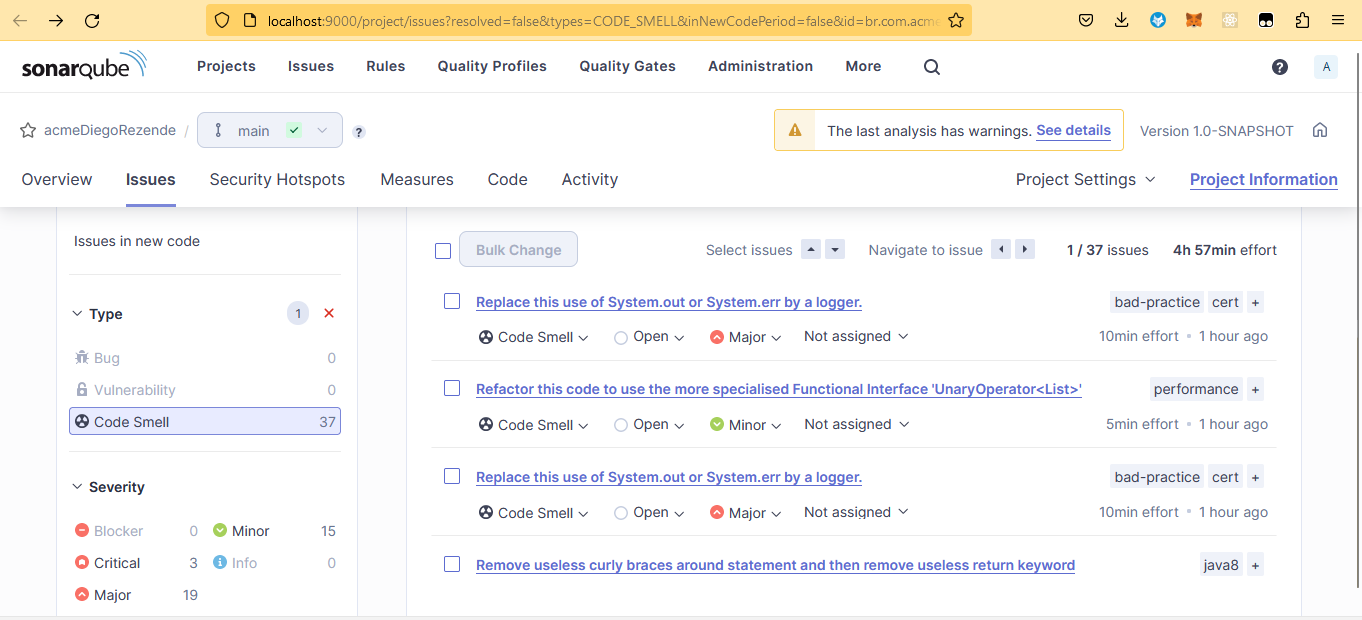 localhost:9000/project/issues?resolved=false&types=CODE_SMELL&inNewCodePeriod=false&id=br.com.acme
sonarqube Projects Issues Rules Quality Profiles Quality Gates Administration More ? A
acmeDiegoRezende / main ? The last analysis has warnings. See details Version 1.0-SNAPSHOT
Overview Issues Security Hotspots Measures Code Activity Project Settings Project Information
Issues in new code
Type 1
Bug 0
Vulnerability 0
Code Smell 37
Severity
Blocker 0 Minor 15
Critical 3 Info 0
Major 19
Bulk Change Select issues Navigate to issue 1 / 37 issues 4h 57min effort
Replace this use of System.out or System.err by a logger. bad-practice cert +
Code Smell Open Major Not assigned 10min effort • 1 hour ago
Refactor this code to use the more specialised Functional Interface 'UnaryOperator<List>' performance +
Code Smell Open Minor Not assigned 5min effort • 1 hour ago
Replace this use of System.out or System.err by a logger. bad-practice cert +
Code Smell Open Major Not assigned 10min effort • 1 hour ago
Remove useless curly braces around statement and then remove useless return keyword java8 +